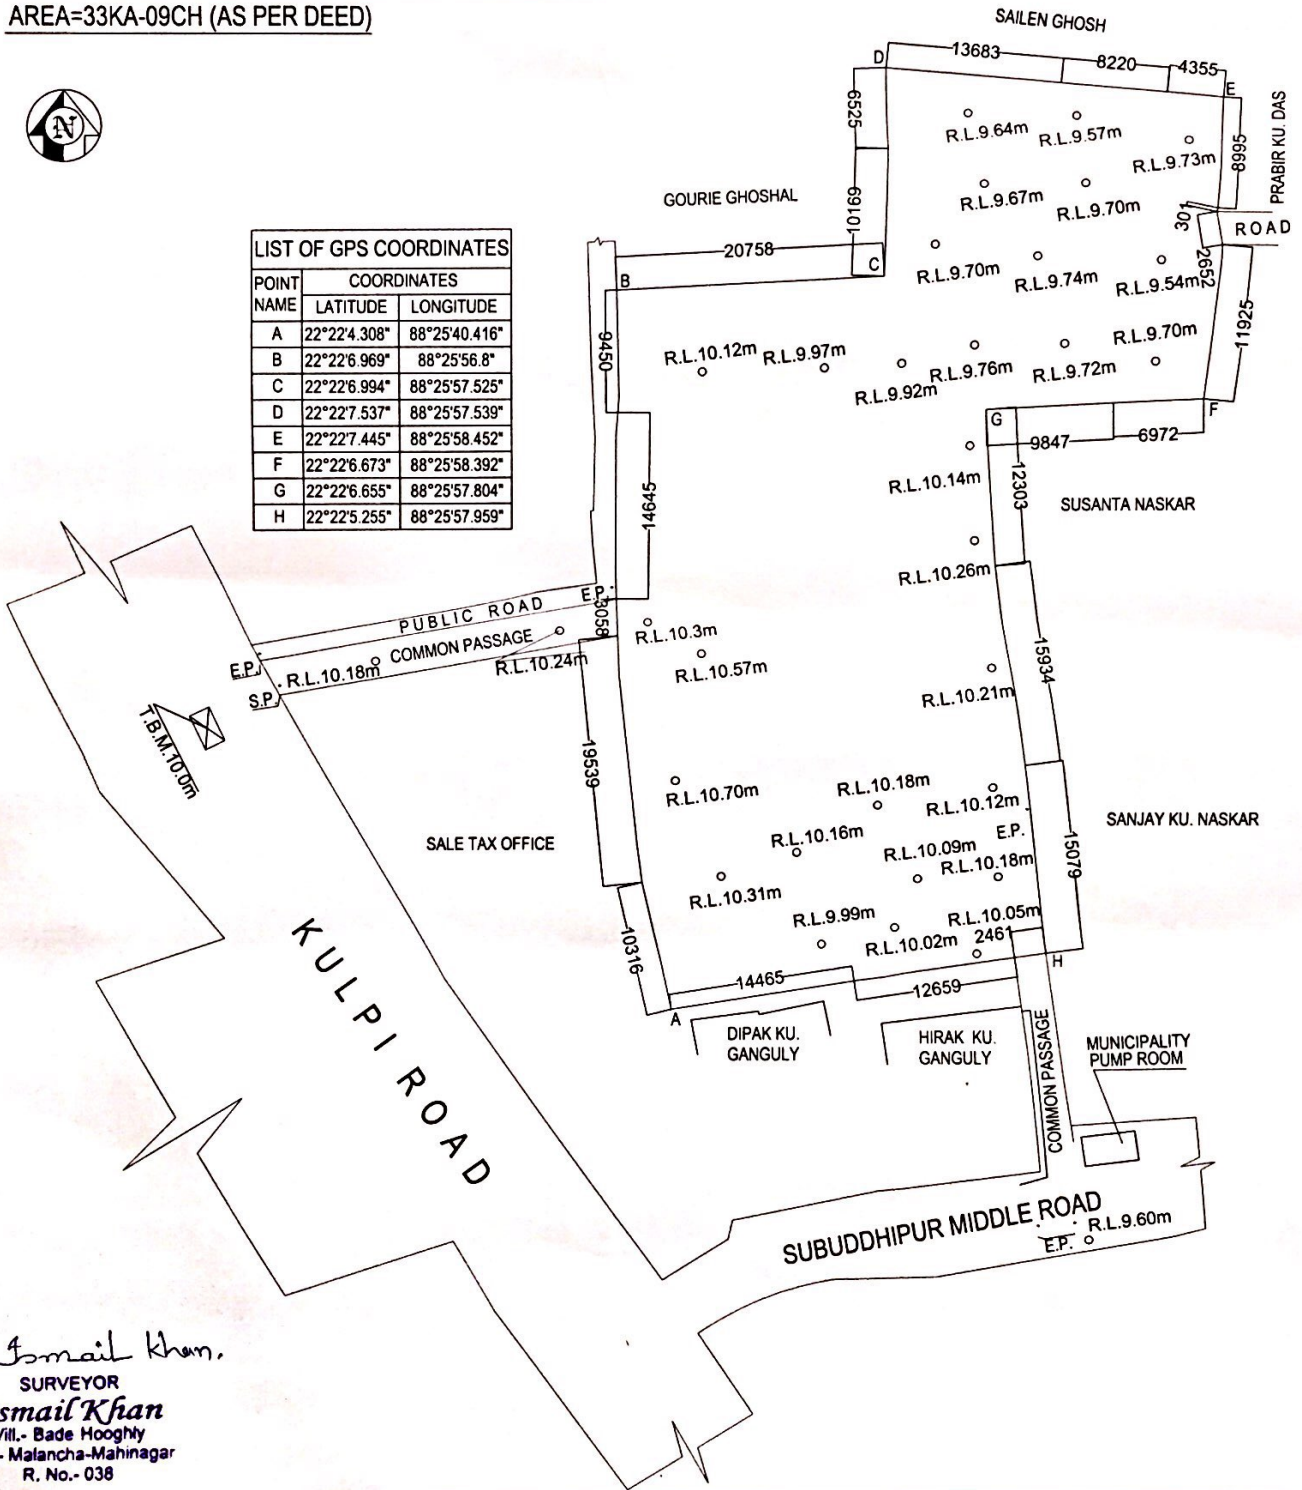 AREA=33KA-09CH (AS PER DEED)
N
SAILEN GHOSH
D
13683
8220
4355
E
6525
8995
PRABIR KU. DAS
R.L.9.64m
R.L.9.57m
R.L.9.73m
GOURIE GHOSHAL
R.L.9.67m
R.L.9.70m
301
ROAD
10169
20758
B
C
R.L.9.70m
R.L.9.74m
R.L.9.54m
2652
11925
LIST OF GPS COORDINATES
POINT NAME COORDINATES
LATITUDE LONGITUDE
A 22°22'4.308" 88°25'40.416"
B 22°22'6.969" 88°25'56.8"
C 22°22'6.994" 88°25'57.525"
D 22°22'7.537" 88°25'57.539"
E 22°22'7.445" 88°25'58.452"
F 22°22'6.673" 88°25'58.392"
G 22°22'6.655" 88°25'57.804"
H 22°22'5.255" 88°25'57.959"
9450
R.L.10.12m
R.L.9.97m
R.L.9.92m
R.L.9.76m
R.L.9.72m
R.L.9.70m
G
F
9847
6972
14645
R.L.10.14m
12303
SUSANTA NASKAR
R.L.10.26m
PUBLIC ROAD
E.P.
3058
COMMON PASSAGE
R.L.10.3m
E.P.
R.L.10.18m
R.L.10.24m
R.L.10.57m
15934
S.P.
R.L.10.21m
T.B.M.10.0m
19539
R.L.10.70m
R.L.10.18m
R.L.10.12m
SALE TAX OFFICE
R.L.10.16m
E.P.
SANJAY KU. NASKAR
R.L.10.09m
R.L.10.18m
15079
R.L.10.31m
R.L.9.99m
R.L.10.05m
R.L.10.02m
2461
10316
14465
12659
H
A
DIPAK KU.
GANGULY
HIRAK KU.
GANGULY
COMMON PASSAGE
MUNICIPALITY
PUMP ROOM
KULPI ROAD
SUBUDDHIPUR MIDDLE ROAD
R.L.9.60m
E.P.
Ismail Khan.
SURVEYOR
smail Khan
Vill.- Bade Hooghly
- Malancha-Mahinagar
R. No.- 038